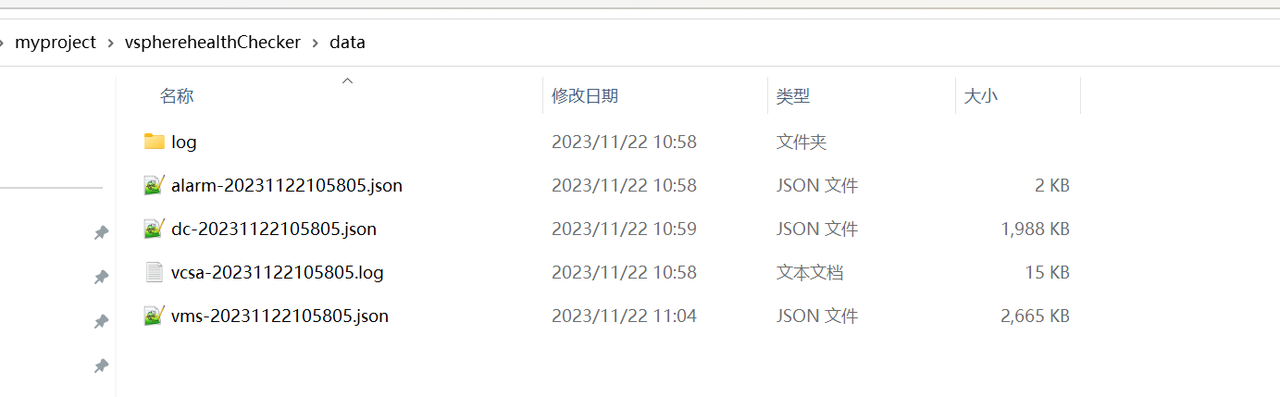 myproject > vspherehealthChecker > data
名称 修改日期 类型 大小
log 2023/11/22 10:58 文件夹
alarm-20231122105805.json 2023/11/22 10:58 JSON 文件 2 KB
dc-20231122105805.json 2023/11/22 10:59 JSON 文件 1,988 KB
vcsa-20231122105805.log 2023/11/22 10:58 文本文档 15 KB
vms-20231122105805.json 2023/11/22 11:04 JSON 文件 2,665 KB